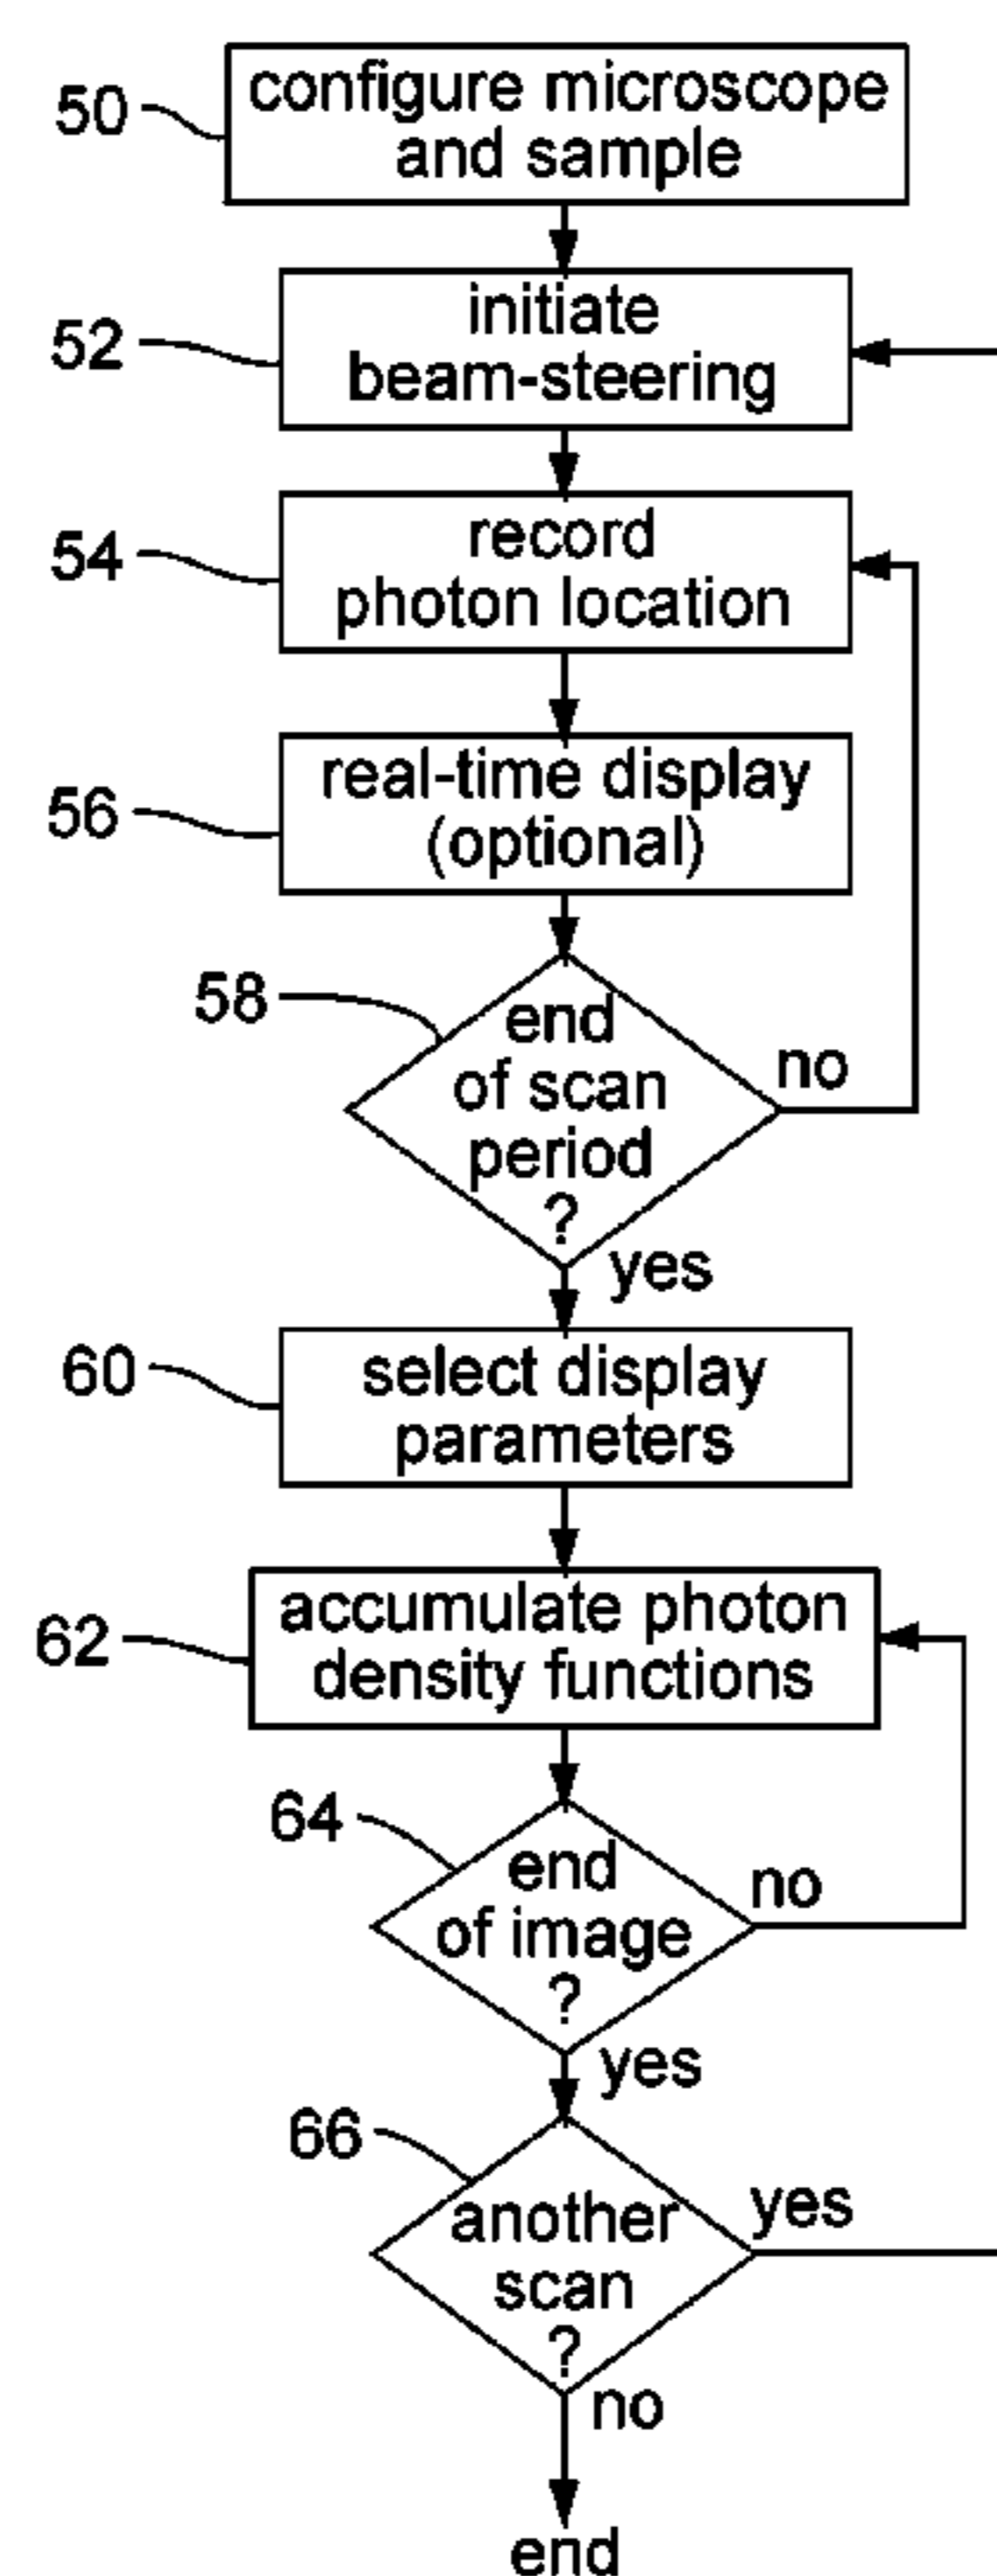 50
configure microscope
and sample
52
initiate
beam-steering
54
record
photon location
56
real-time display
(optional)
58
end
of scan
period
?
no
yes
60
select display
parameters
62
accumulate photon
density functions
64
end
of image
?
no
yes
66
another
scan
?
yes
no
end